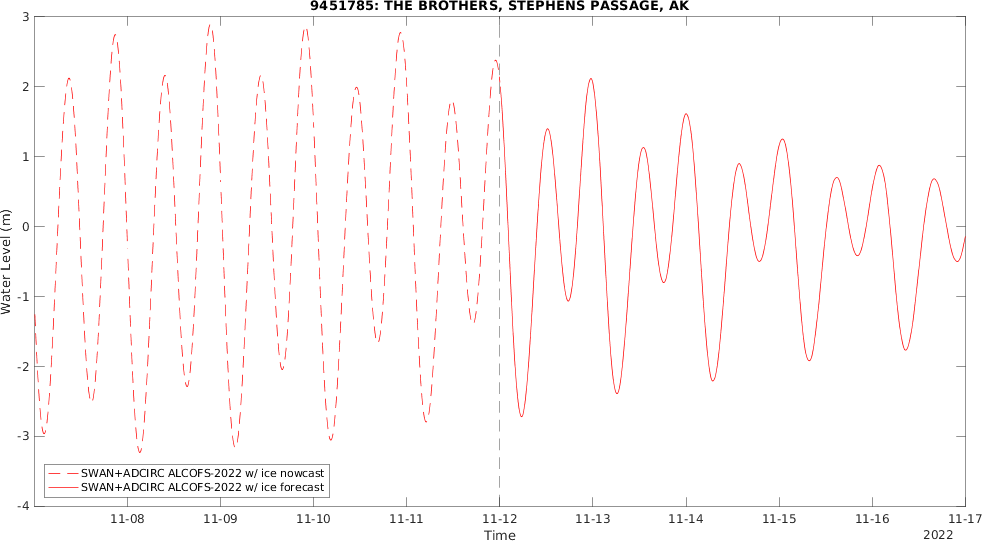 9451785: THE BROTHERS, STEPHENS PASSAGE, AK
3
2
1
0
-1
-2
-3
-4
Water Level (m)
SWAN+ADCIRC ALCOFS-2022 w/ ice nowcast
SWAN+ADCIRC ALCOFS-2022 w/ ice forecast
11-08 11-09 11-10 11-11 11-12 11-13 11-14 11-15 11-16 11-17
Time
2022